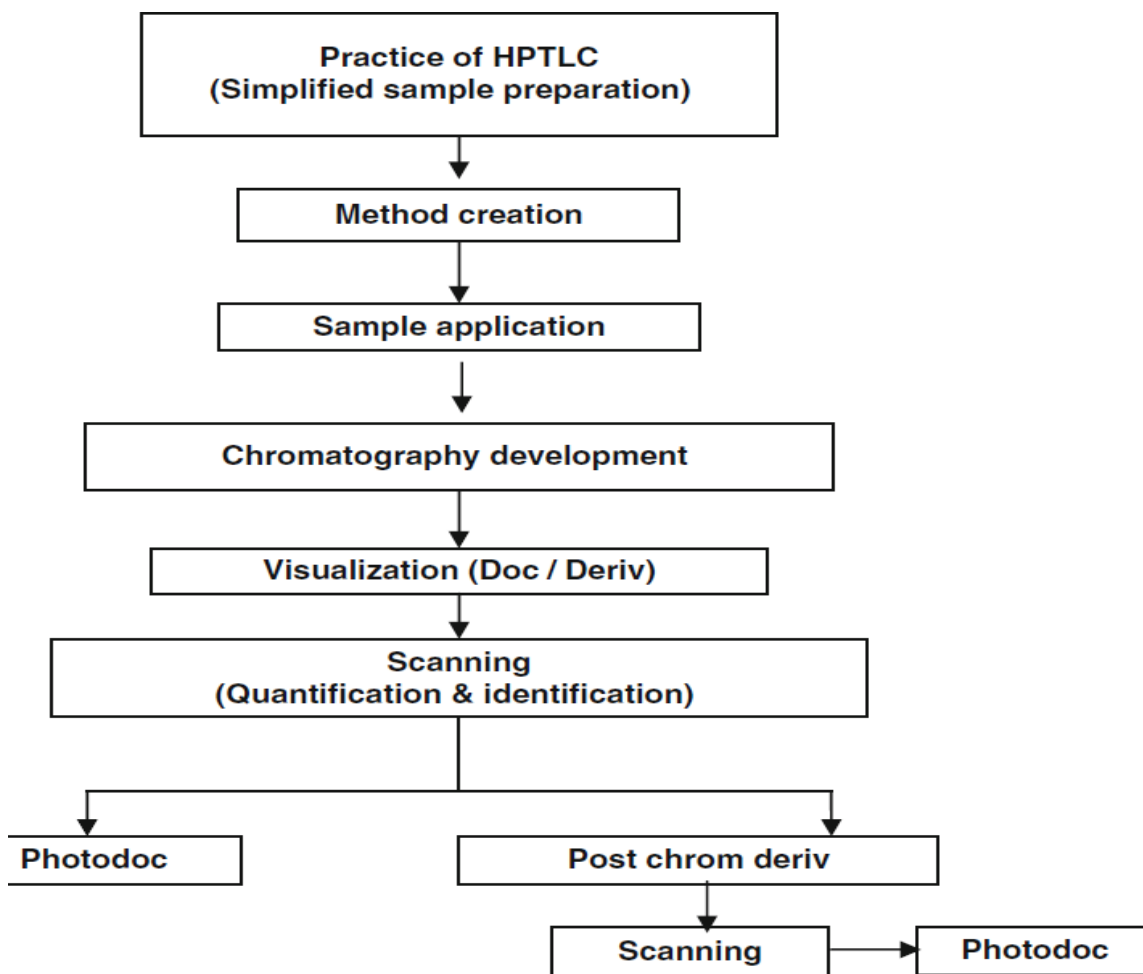 Practice of HPTLC
(Simplified sample preparation)
Method creation
Sample application
Chromatography development
Visualization (Doc / Deriv)
Scanning
(Quantification & identification)
Photodoc
Post chrom deriv
Scanning
Photodoc